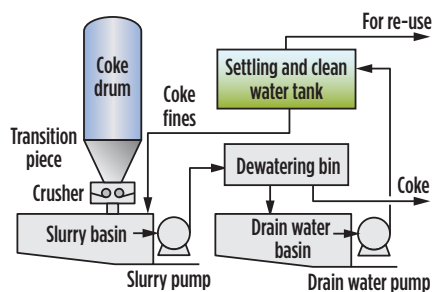 For re-use
Coke
drum
Settling and clean
water tank
Coke
fines
Transition
piece
Crusher
Dewatering bin
Coke
Slurry basin
Drain water
basin
Slurry pump
Drain water pump